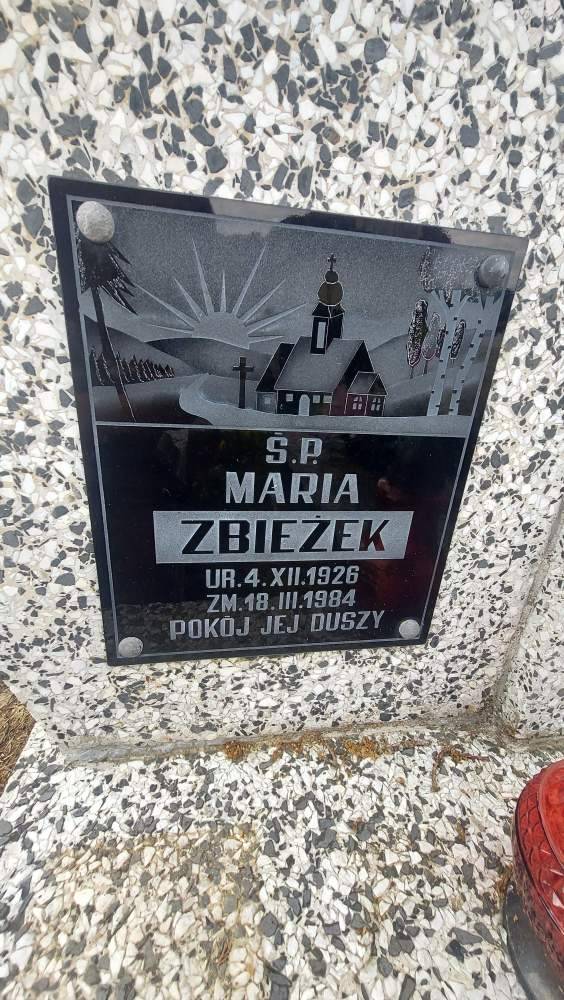 Ś.P.
MARIA
ZBIEŻEK
UR.4.XII.1926
ZM.18.III.1984
POKÓJ JEJ DUSZY